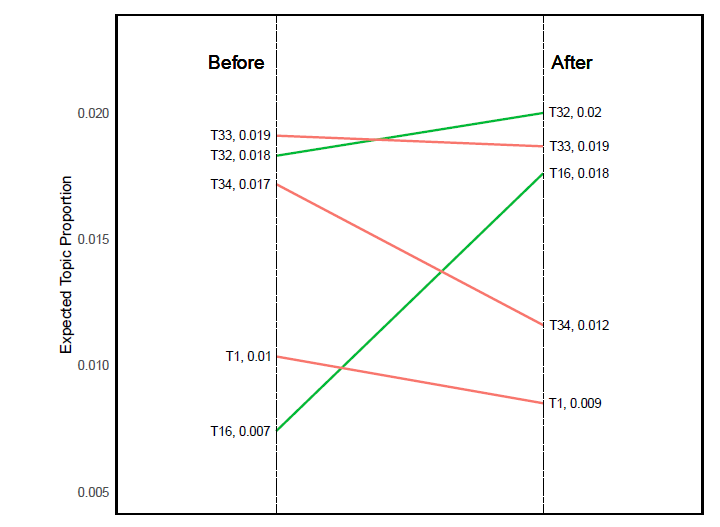 Before
After
0.020
T32, 0.02
T33, 0.019
T33, 0.019
T32, 0.018
T16, 0.018
T34, 0.017
0.015
Expected Topic Proportion
T34, 0.012
T1, 0.01
0.010
T1, 0.009
T16, 0.007
0.005